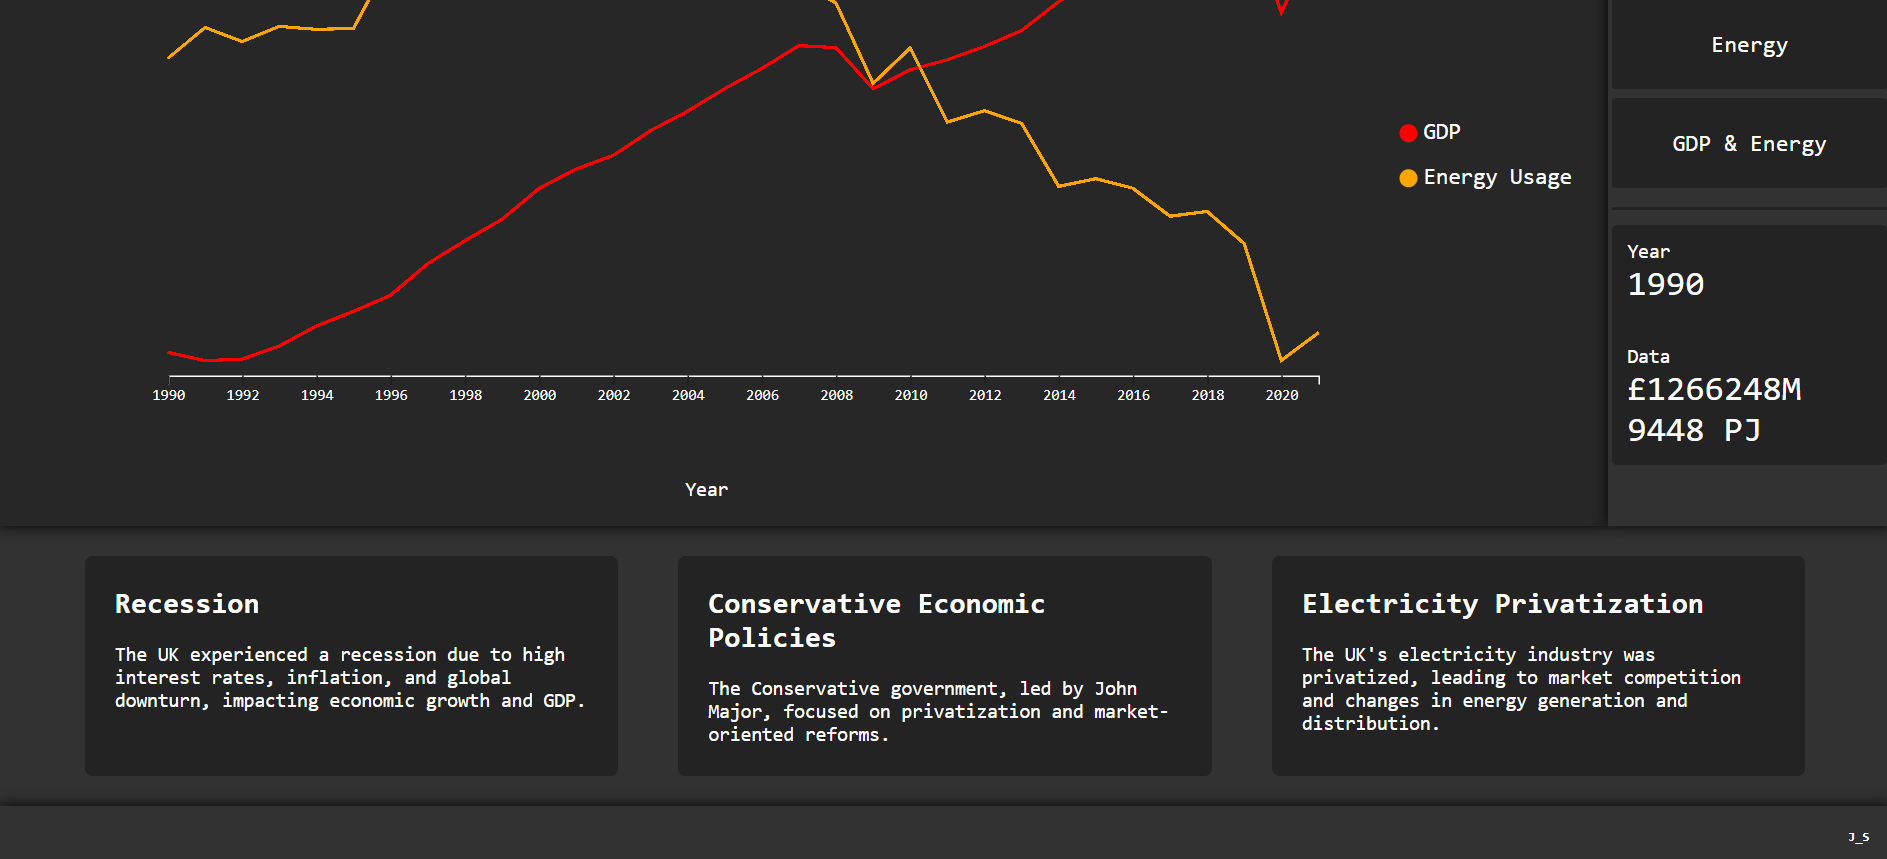 Energy
GDP & Energy
GDP
Energy Usage
Year
1990
Data
£1266248M
9448 PJ
1990 1992 1994 1996 1998 2000 2002 2004 2006 2008 2010 2012 2014 2016 2018 2020
Year
Recession
The UK experienced a recession due to high
interest rates, inflation, and global
downturn, impacting economic growth and GDP.
Conservative Economic
Policies
The Conservative government, led by John
Major, focused on privatization and market-
oriented reforms.
Electricity Privatization
The UK's electricity industry was
privatized, leading to market competition
and changes in energy generation and
distribution.
J_S